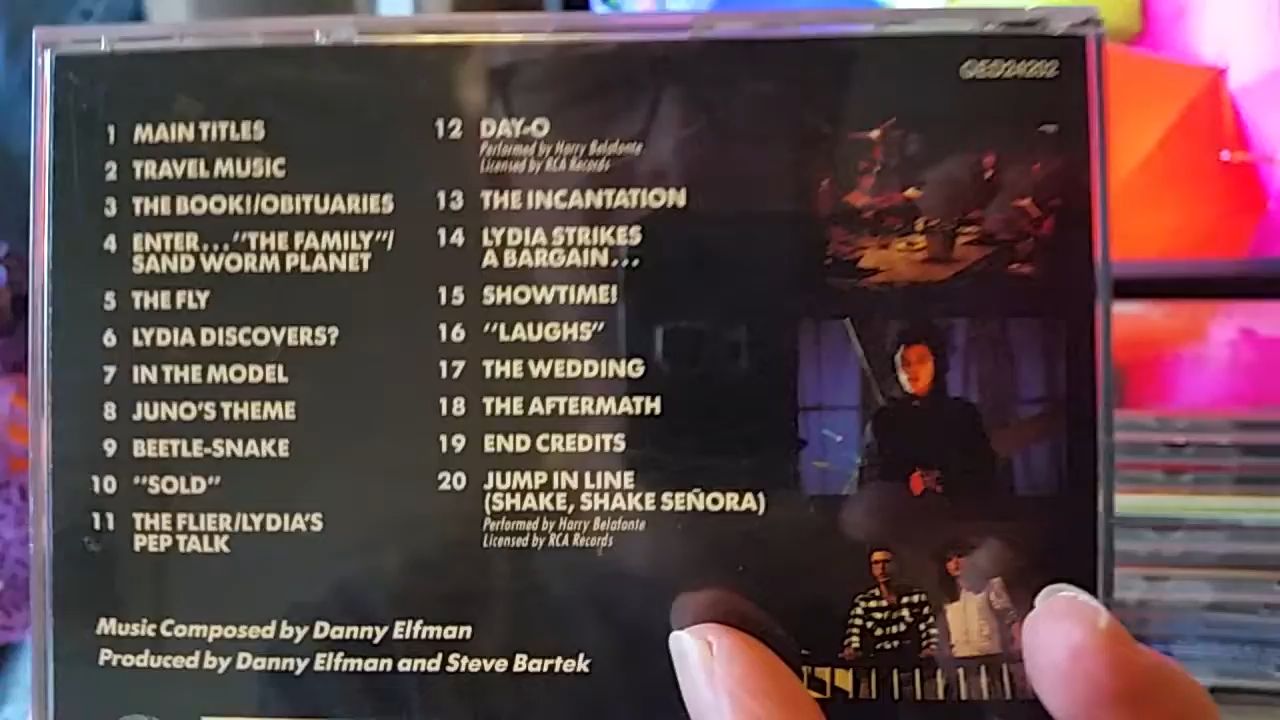 GED24202
1 MAIN TITLES
2 TRAVEL MUSIC
3 THE BOOK!/OBITUARIES
4 ENTER..."THE FAMILY"/
SAND WORM PLANET
5 THE FLY
6 LYDIA DISCOVERS?
7 IN THE MODEL
8 JUNO'S THEME
9 BEETLE-SNAKE
10 "SOLD"
11 THE FLIER/LYDIA'S
PEP TALK
12 DAY-O
Performed by Harry Belafonte
Licensed by RCA Records
13 THE INCANTATION
14 LYDIA STRIKES
A BARGAIN...
15 SHOWTIME!
16 "LAUGHS"
17 THE WEDDING
18 THE AFTERMATH
19 END CREDITS
20 JUMP IN LINE
(SHAKE, SHAKE SEÑORA)
Performed by Harry Belafonte
Licensed by RCA Records
Music Composed by Danny Elfman
Produced by Danny Elfman and Steve Bartek